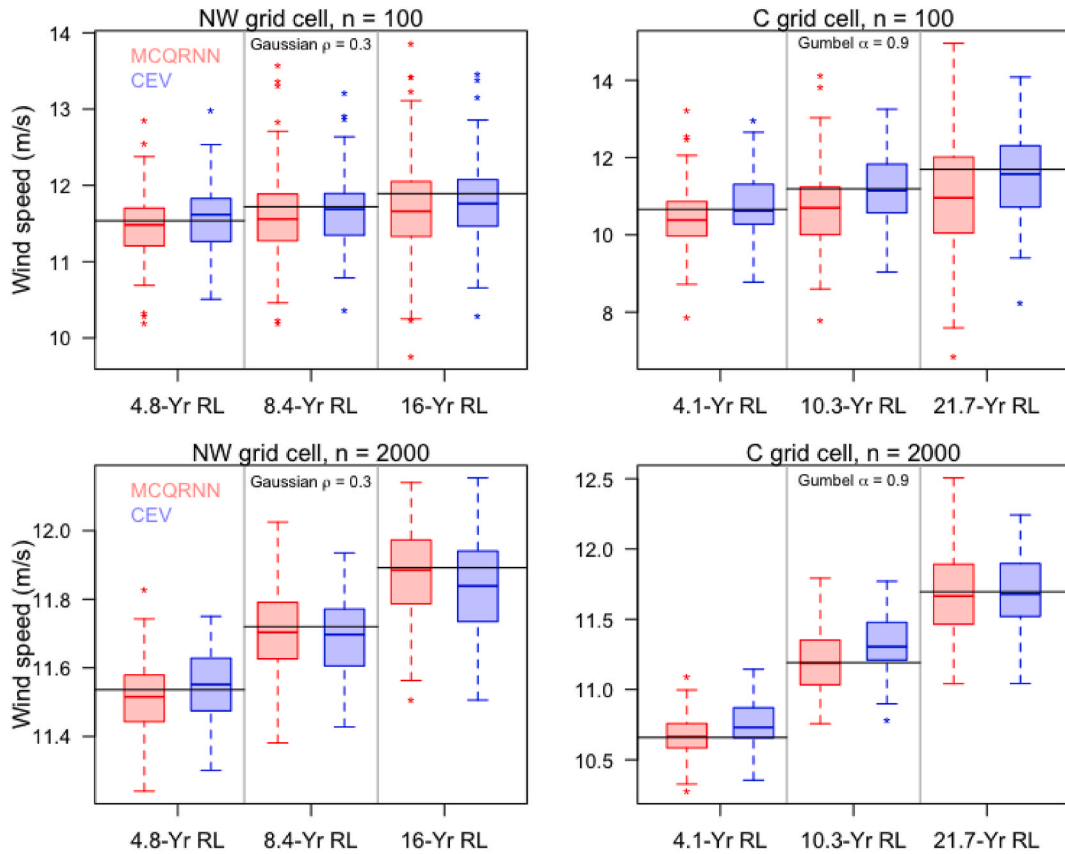 NW grid cell, n = 100
MCQRNN
CEV
Gaussian ρ = 0.3
Wind speed (m/s)
14
13
12
11
10
4.8-Yr RL
8.4-Yr RL
16-Yr RL
C grid cell, n = 100
Gumbel α = 0.9
14
12
10
8
4.1-Yr RL
10.3-Yr RL
21.7-Yr RL
NW grid cell, n = 2000
MCQRNN
CEV
Gaussian ρ = 0.3
Wind speed (m/s)
12.0
11.8
11.6
11.4
4.8-Yr RL
8.4-Yr RL
16-Yr RL
C grid cell, n = 2000
Gumbel α = 0.9
12.5
12.0
11.5
11.0
10.5
4.1-Yr RL
10.3-Yr RL
21.7-Yr RL